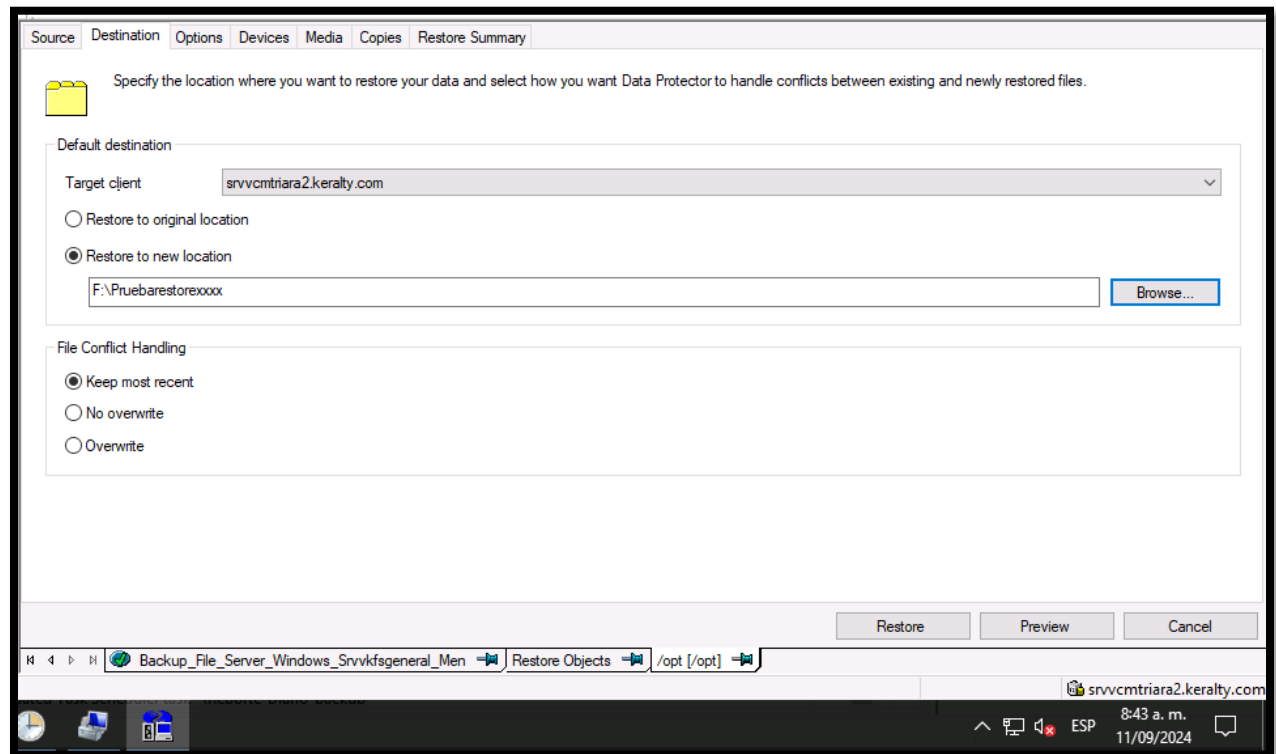 Source Destination Options Devices Media Copies Restore Summary
Specify the location where you want to restore your data and select how you want Data Protector to handle conflicts between existing and newly restored files.
Default destination
Target client srvvcmtriara2.keralty.com
Restore to original location
Restore to new location
F:\Pruebarestorexxxx Browse...
File Conflict Handling
Keep most recent
No overwrite
Overwrite
Restore Preview Cancel
Backup_File_Server_Windows_Srvvkfsgeneral_Men Restore Objects /opt [/opt]
srvvcmtriara2.keralty.com
ESP 8:43 a. m.
11/09/2024